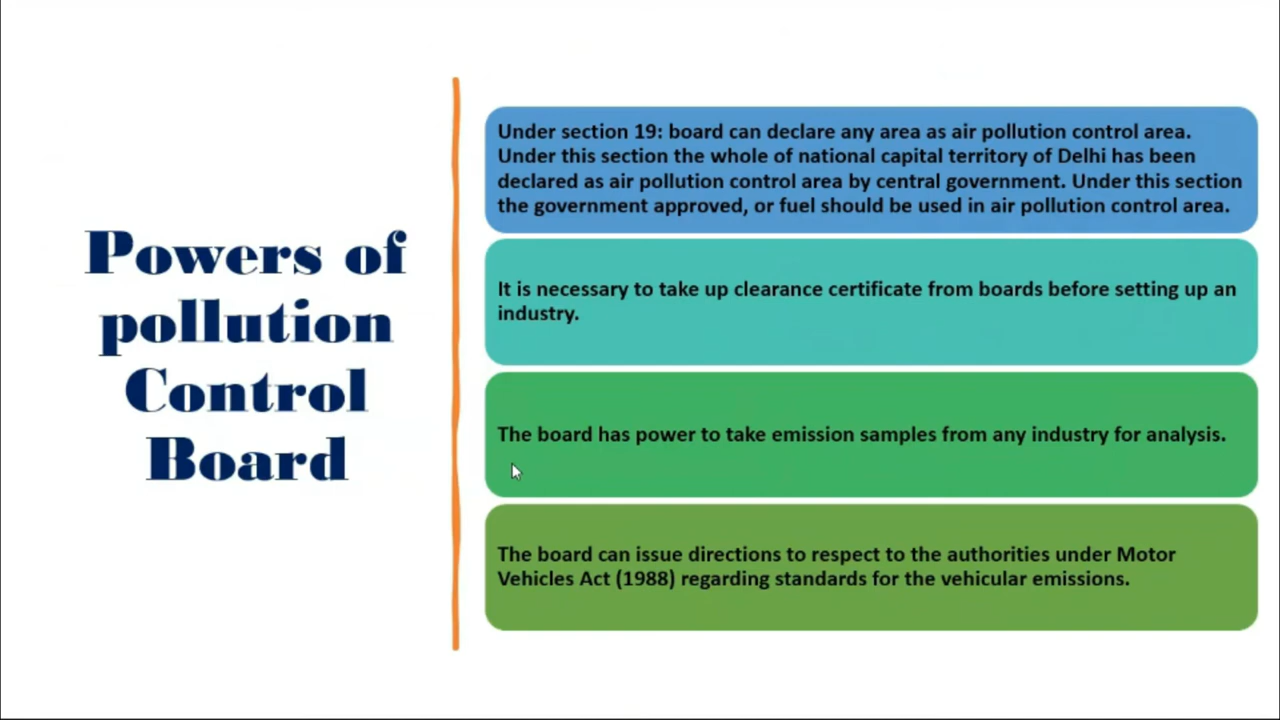 Powers of
pollution
Control
Board
Under section 19: board can declare any area as air pollution control area.
Under this section the whole of national capital territory of Delhi has been
declared as air pollution control area by central government. Under this section
the government approved, or fuel should be used in air pollution control area.
It is necessary to take up clearance certificate from boards before setting up an
industry.
The board has power to take emission samples from any industry for analysis.
The board can issue directions to respect to the authorities under Motor
Vehicles Act (1988) regarding standards for the vehicular emissions.